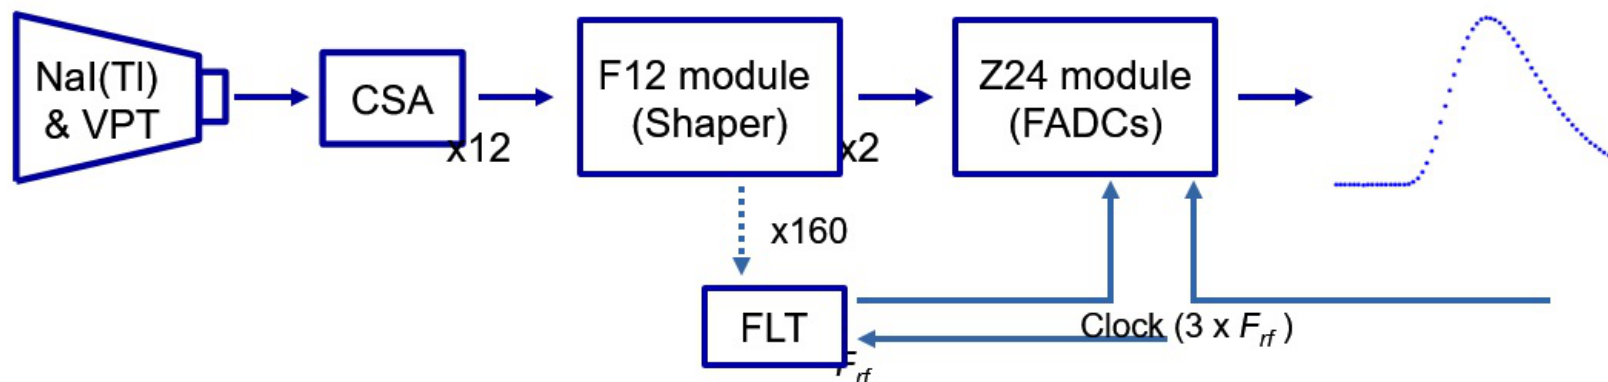 NaI(Tl)
& VPT
CSA
x12
F12 module
(Shaper)
x2
Z24 module
(FADCs)
x160
FLT
Clock (3 x Frf )
Frf